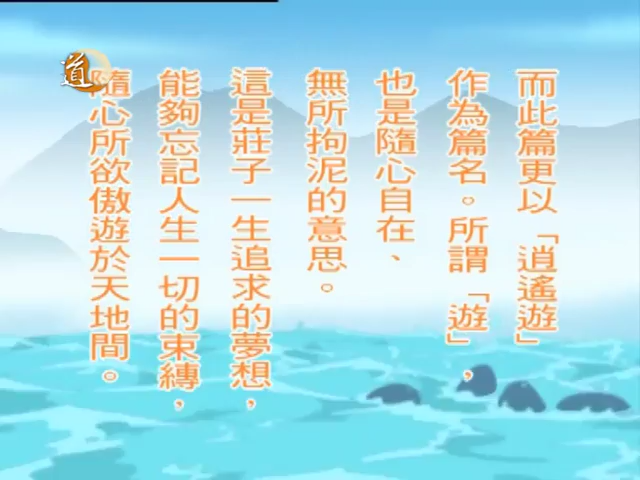 道
而此篇更以「逍遙遊」
作為篇名。所謂「遊」，
也是隨心自在、
無所拘泥的意思。
這是莊子一生追求的夢想，
能夠忘記人生一切的束縛，
隨心所欲傲遊於天地間。